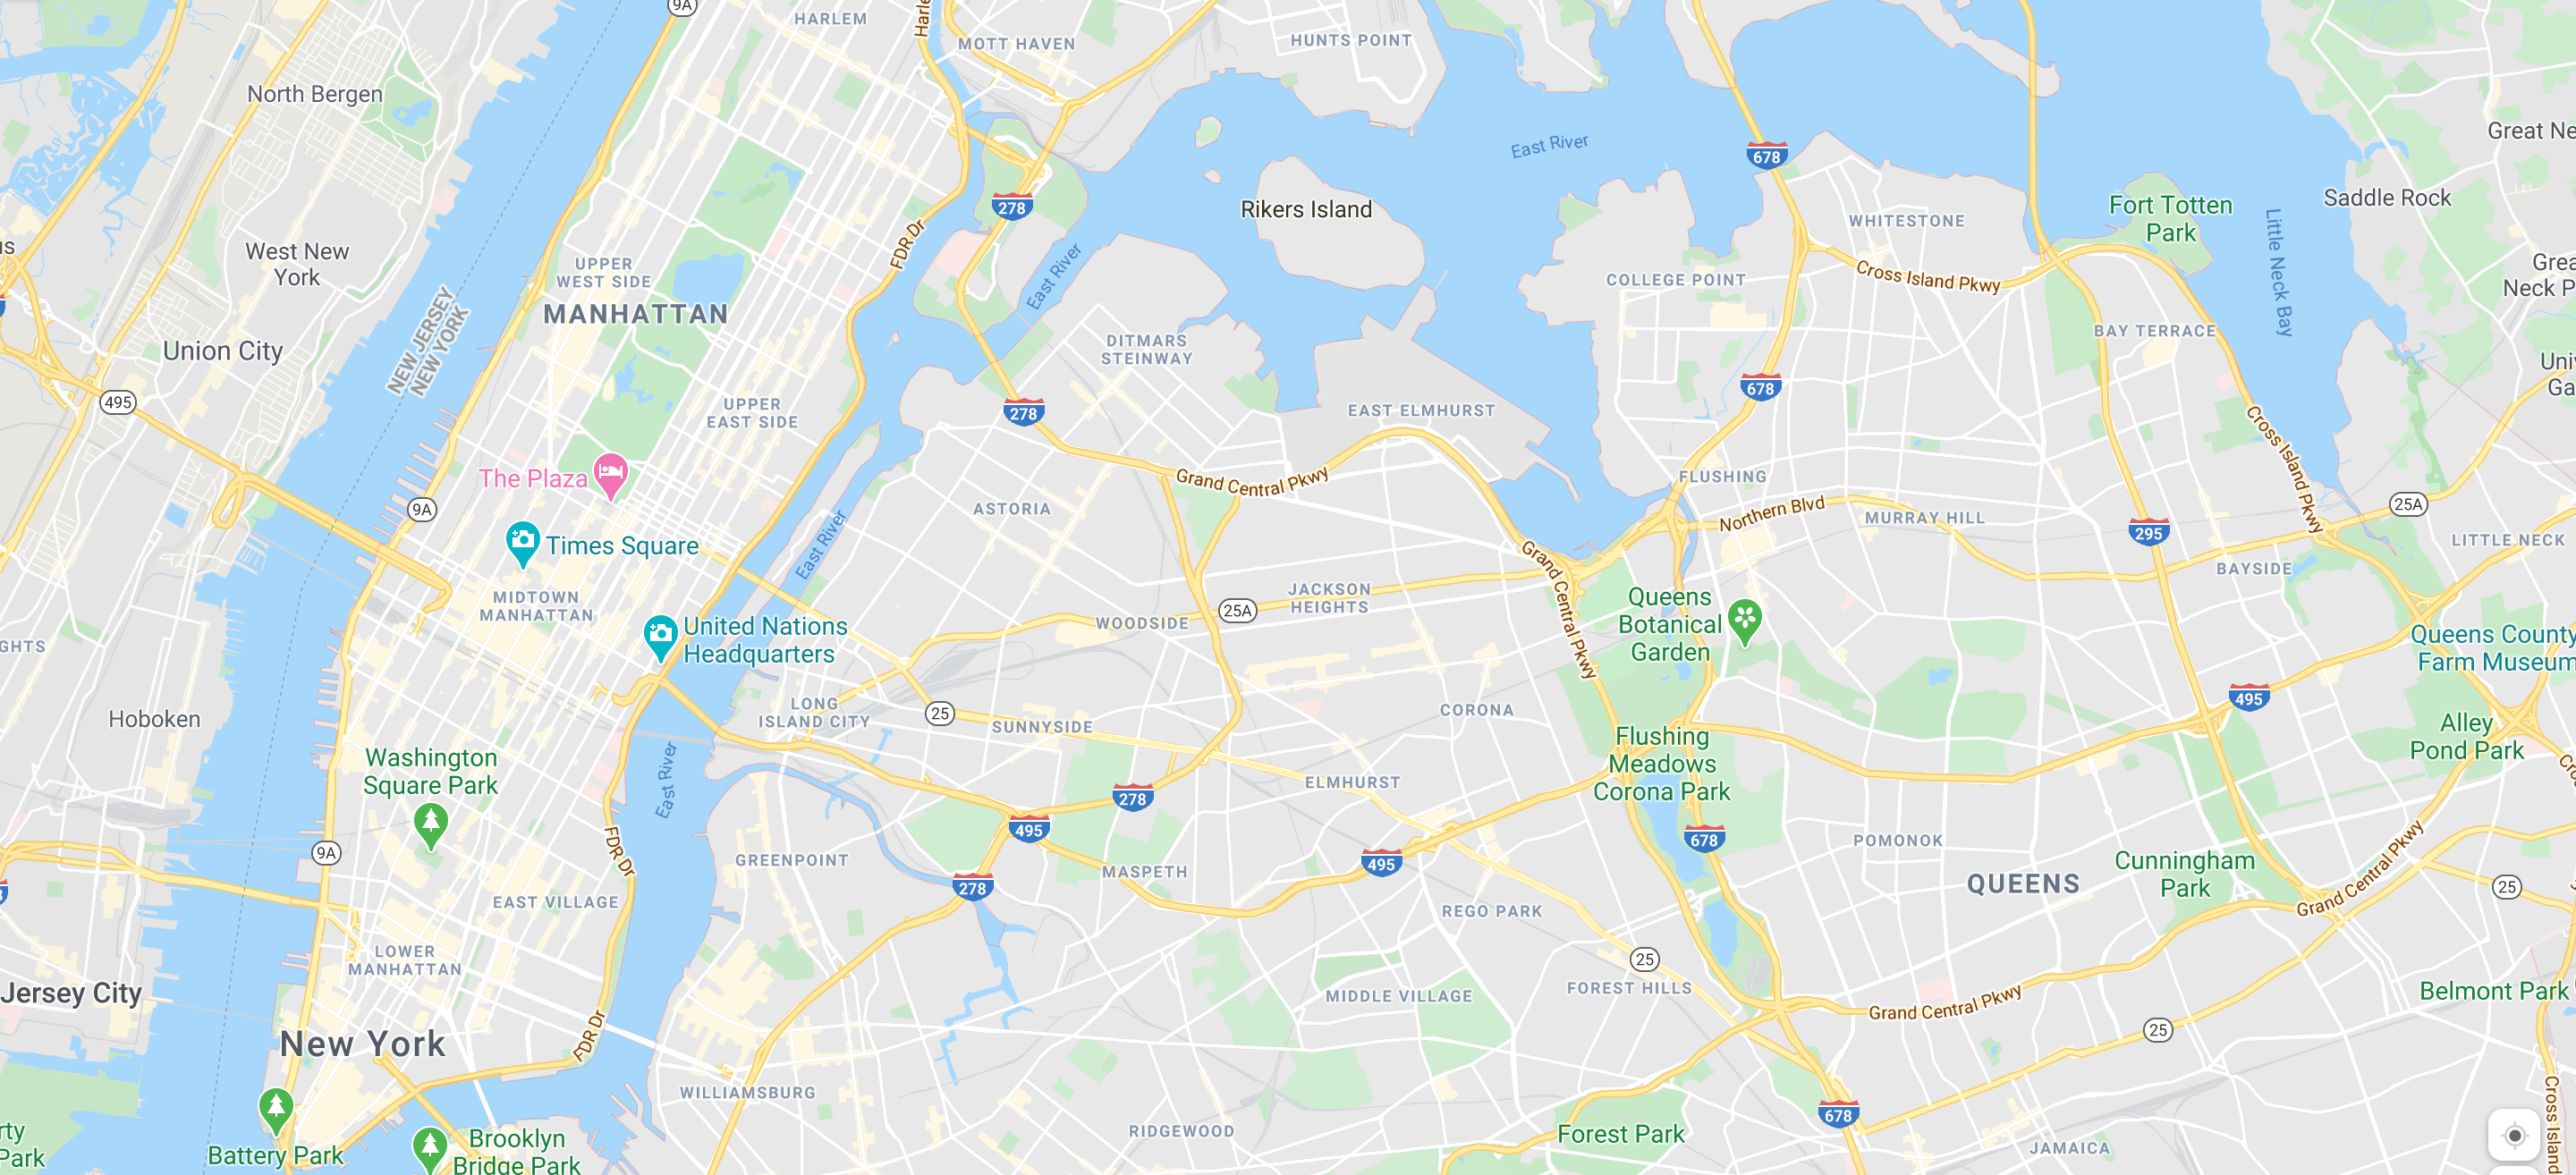 9A
HARLEM
Harle
MOTT HAVEN
HUNTS POINT
North Bergen
Great Ne
East River
678
Saddle Rock
278
Rikers Island
Fort Totten
Park
WHITESTONE
FDR Dr
West New
York
UPPER
WEST SIDE
East River
COLLEGE POINT
Cross Island Pkwy
Little Neck Bay
Grea
Neck P
MANHATTAN
NEW JERSEY
NEW YORK
Union City
DITMARS
STEINWAY
BAY TERRACE
Univ
Ga
495
UPPER
EAST SIDE
278
EAST ELMHURST
678
Cross Island Pkwy
The Plaza
9A
ASTORIA
Grand Central Pkwy
FLUSHING
Northern Blvd
MURRAY HILL
295
25A
LITTLE NECK
BAYSIDE
Times Square
East River
MIDTOWN
MANHATTAN
JACKSON
HEIGHTS
25A
WOODSIDE
Grand Central Pkwy
Queens
Botanical
Garden
Queens County
Farm Museum
United Nations
Headquarters
GHTS
Hoboken
LONG
ISLAND CITY
25
SUNNYSIDE
CORONA
495
Alley
Pond Park
Cro
Washington
Square Park
East River
Flushing
Meadows
Corona Park
ELMHURST
278
495
678
POMONOK
Cunningham
Park
9A
FDR Dr
GREENPOINT
278
MASPETH
495
QUEENS
Grand Central Pkwy
25
EAST VILLAGE
REGO PARK
LOWER
MANHATTAN
25
FOREST HILLS
MIDDLE VILLAGE
Jersey City
Belmont Park
Grand Central Pkwy
25
New York
FDR Dr
WILLIAMSBURG
678
RIDGEWOOD
Forest Park
JAMAICA
Cross Island
Battery Park
Brooklyn
Bridge Park
rty
Park